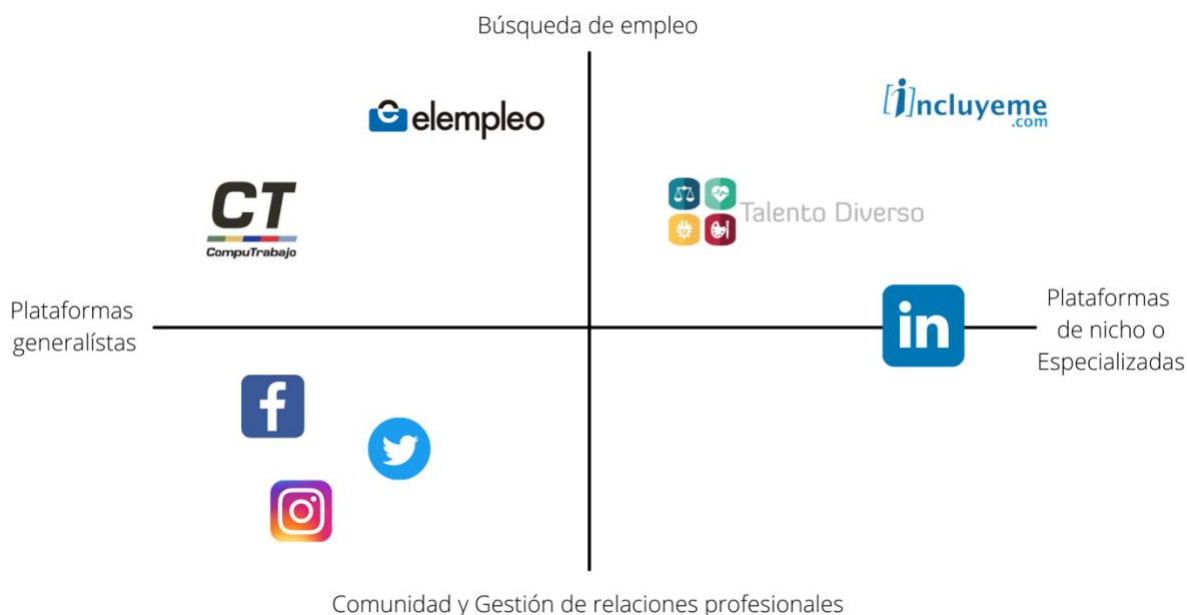 Búsqueda de empleo
elempleo
[i]ncluyeme
.com
CT
CompuTrabajo
Talento Diverso
Plataformas
generalístas
in
Plataformas
de nicho o
Especializadas
f
Comunidad y Gestión de relaciones profesionales